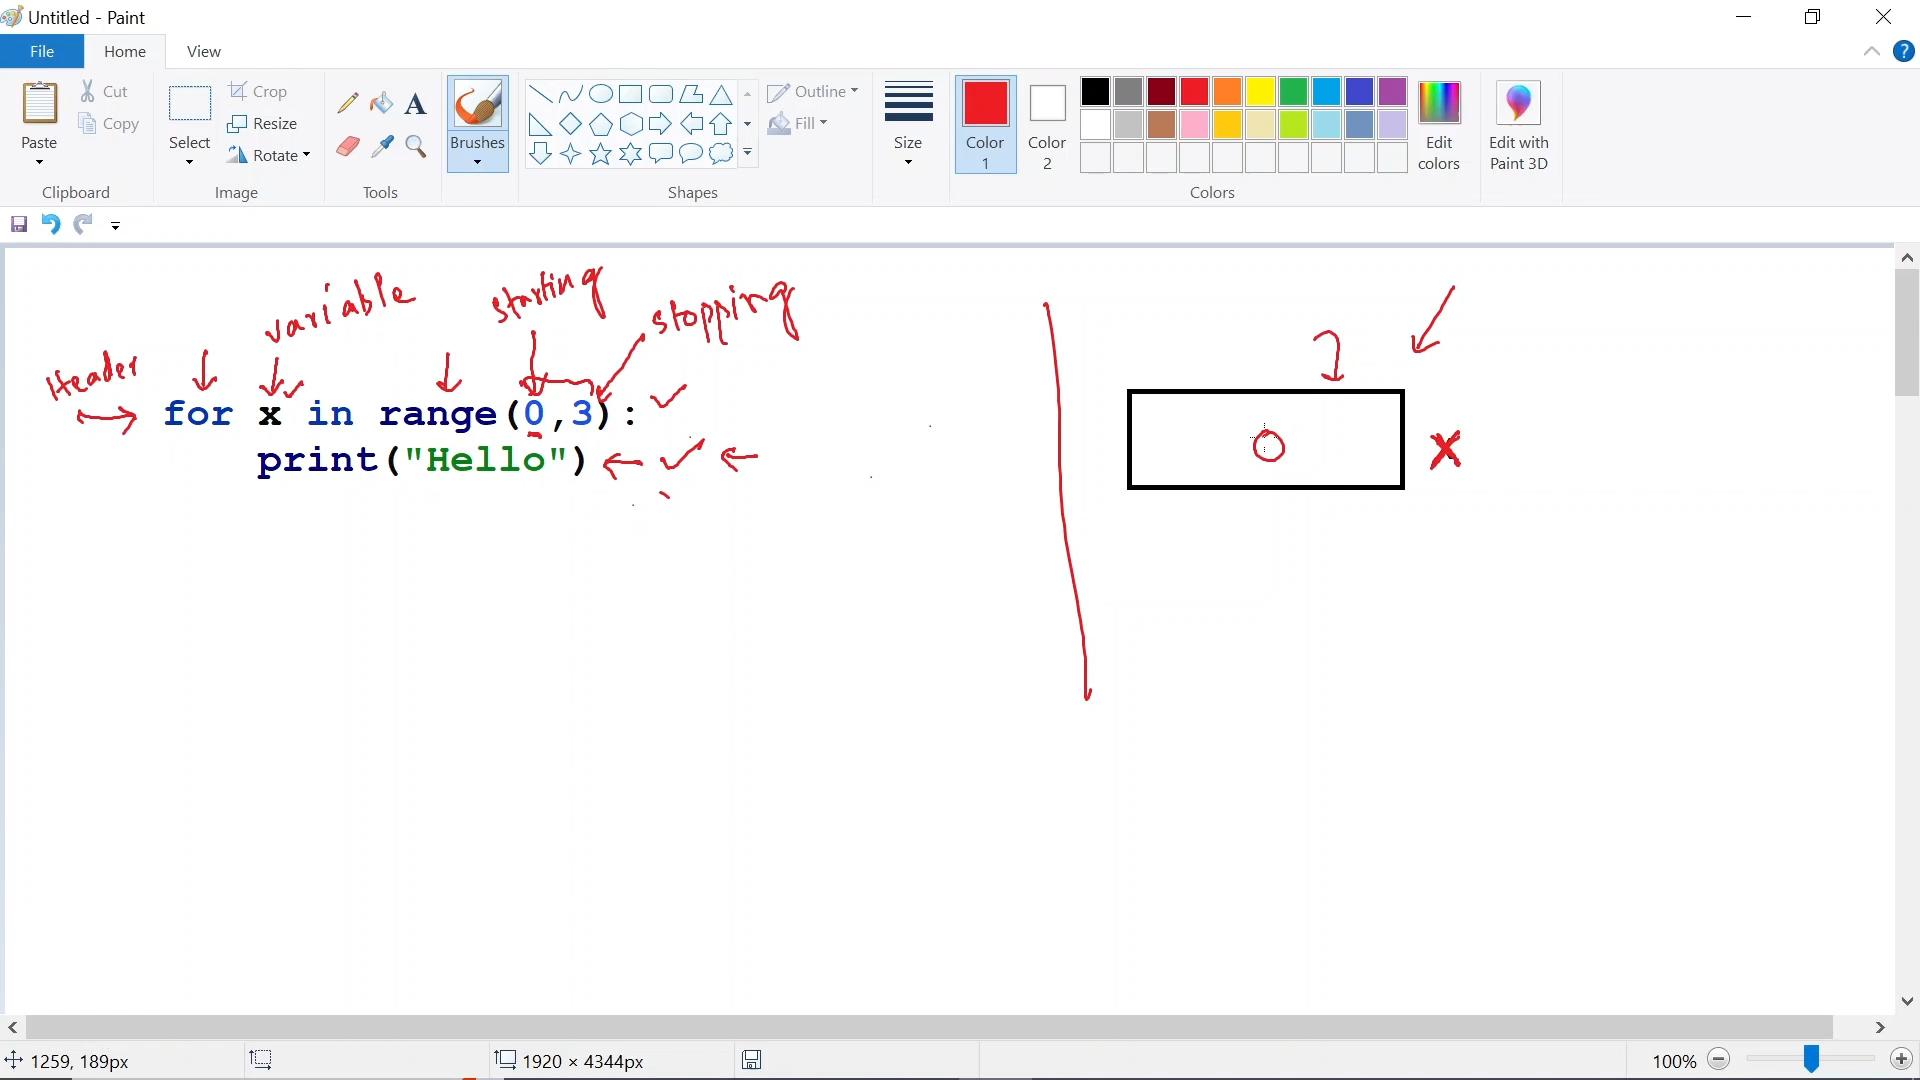 Untitled - Paint
File Home View
Paste
Cut
Copy
Clipboard
Select
Crop
Resize
Rotate
Image
Tools
Brushes
Shapes
Outline
Fill
Size
Color 1
Color 2
Edit colors
Colors
Edit with Paint 3D
Header
variable
starting
stopping
for x in range(0,3):
print("Hello")
0
x
1259, 189px
1920 × 4344px
100%